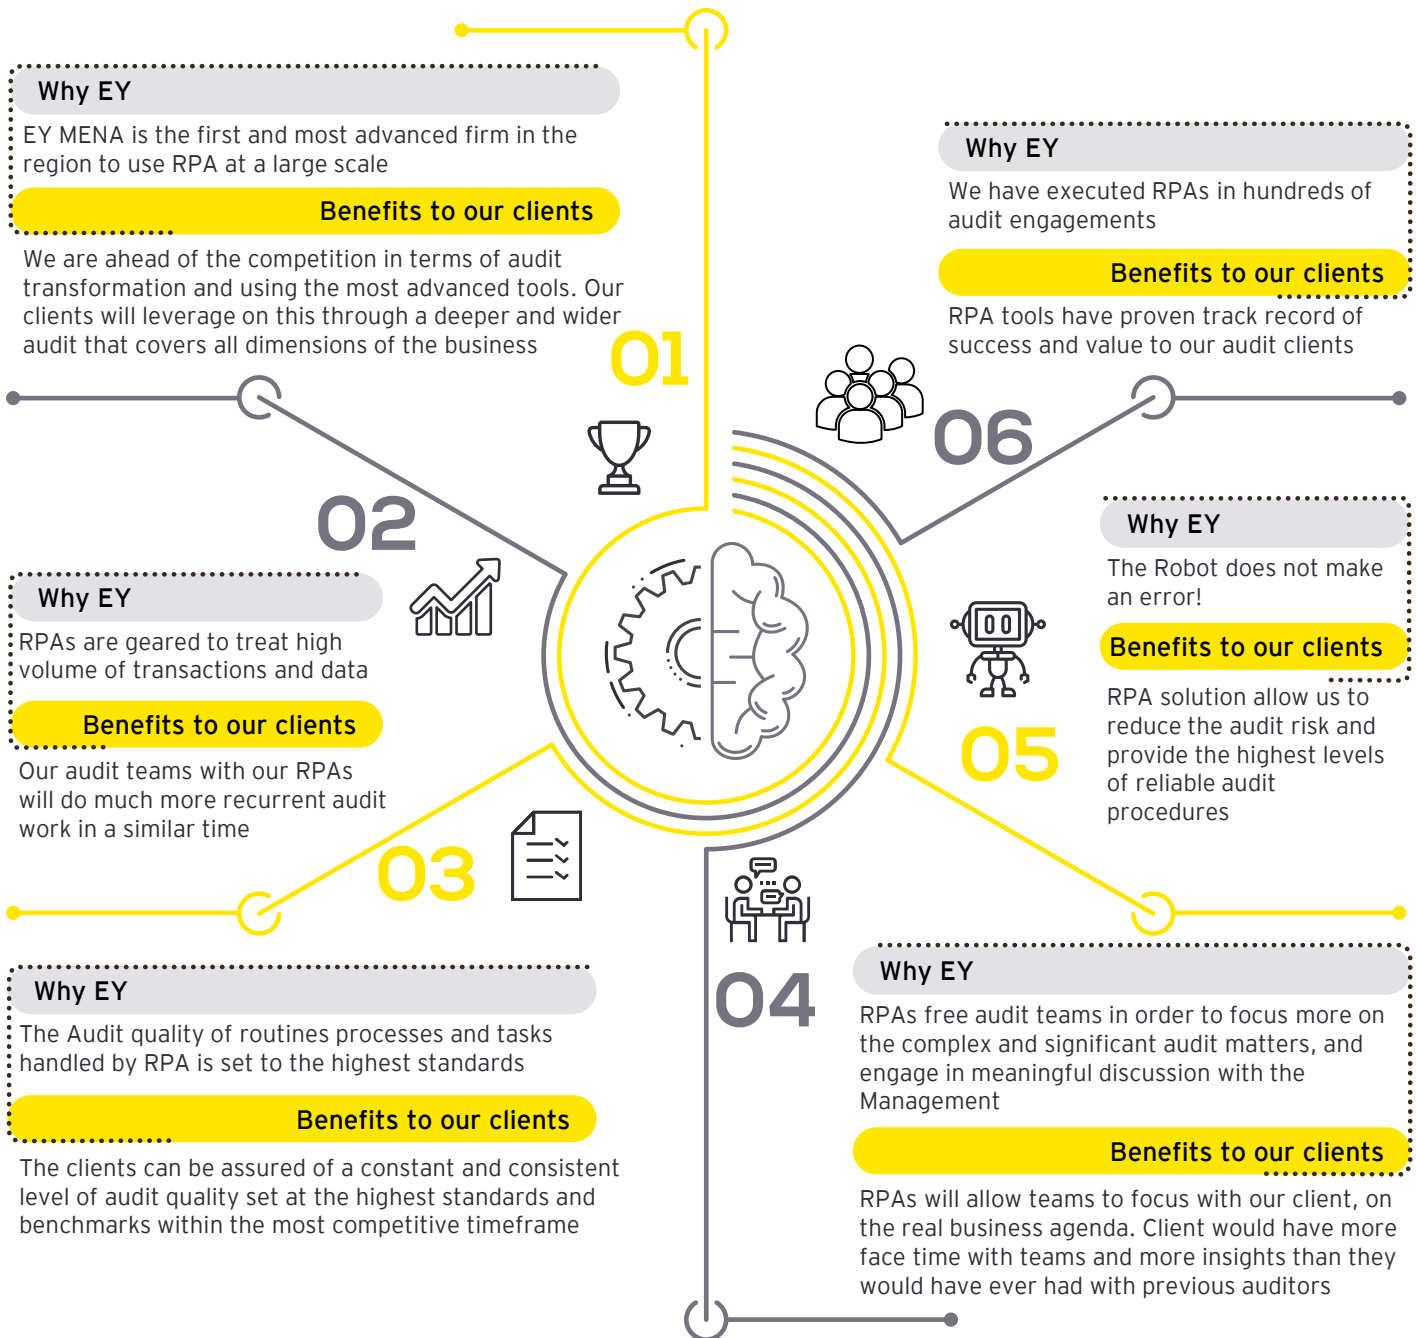 Why EY
EY MENA is the first and most advanced firm in the
region to use RPA at a large scale
Benefits to our clients
We are ahead of the competition in terms of audit
transformation and using the most advanced tools. Our
clients will leverage on this through a deeper and wider
audit that covers all dimensions of the business
01
02
Why EY
RPAs are geared to treat high
volume of transactions and data
Benefits to our clients
Our audit teams with our RPAs
will do much more recurrent audit
work in a similar time
03
Why EY
The Audit quality of routines processes and tasks
handled by RPA is set to the highest standards
Benefits to our clients
The clients can be assured of a constant and consistent
level of audit quality set at the highest standards and
benchmarks within the most competitive timeframe
04
Why EY
RPAs free audit teams in order to focus more on
the complex and significant audit matters, and
engage in meaningful discussion with the
Management
Benefits to our clients
RPAs will allow teams to focus with our client, on
the real business agenda. Client would have more
face time with teams and more insights than they
would have ever had with previous auditors
05
Why EY
The Robot does not make
an error!
Benefits to our clients
RPA solution allow us to
reduce the audit risk and
provide the highest levels
of reliable audit
procedures
06
Why EY
We have executed RPAs in hundreds of
audit engagements
Benefits to our clients
RPA tools have proven track record of
success and value to our audit clients